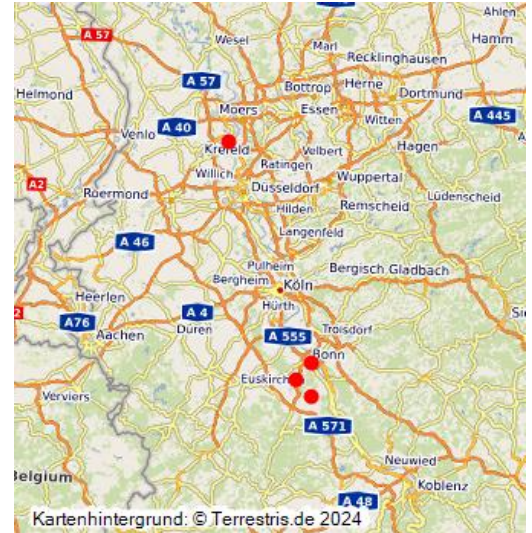 Ahlen
A 57
Wesel
Marl
Hamm
Recklinghausen
A 57
Bottrop
Herne
Dortmund
Helmond
Moers
Essen
A 445
A 40
Witten
Venlo
Krefeld
Velbert
Hagen
Ratingen
A2
Willich
Wuppertal
Roermond
Düsseldorf
Lüdenscheid
Hilden
Remscheid
A 46
Langenfeld
Pulheim
Bergisch Gladbach
Bergheim
Köln
Heerlen
Hürth
A 4
A76
Düren
A 555
Troisdorf
Aachen
Bonn
Euskirch
Verviers
A 571
Neuwied
Belgium
Koblenz
A 48
Kartenhintergrund: © Terrestris.de 2024